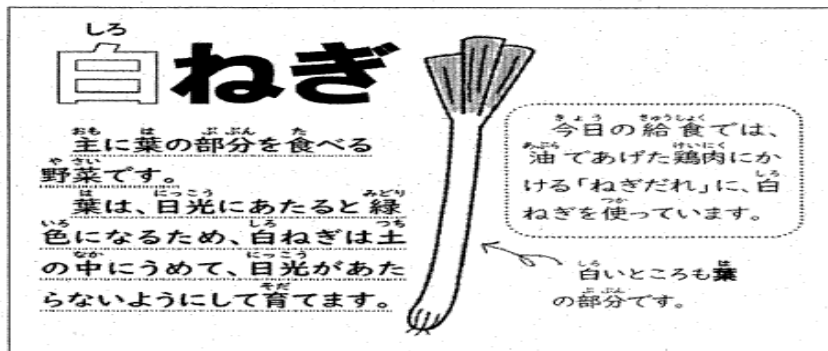 白ねぎ
主に葉の部分を食べる
野菜です。
葉は、日光にあたると緑
色になるため、白ねぎは土
の中にうめて、日光があた
らないようにして育てます。
今日の給食では、
油であげた鶏肉にか
ける「ねぎだれ」に、白
ねぎを使っています。
白いところも葉
の部分です。